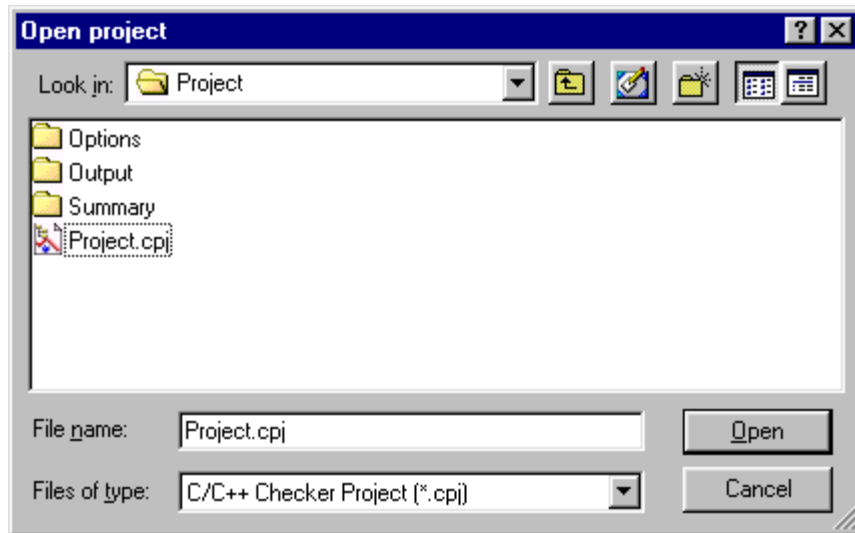 Open project
Look in: Project
Options
Output
Summary
Project.cpj
File name: Project.cpj Open
Files of type: C/C++ Checker Project (*.cpj) Cancel